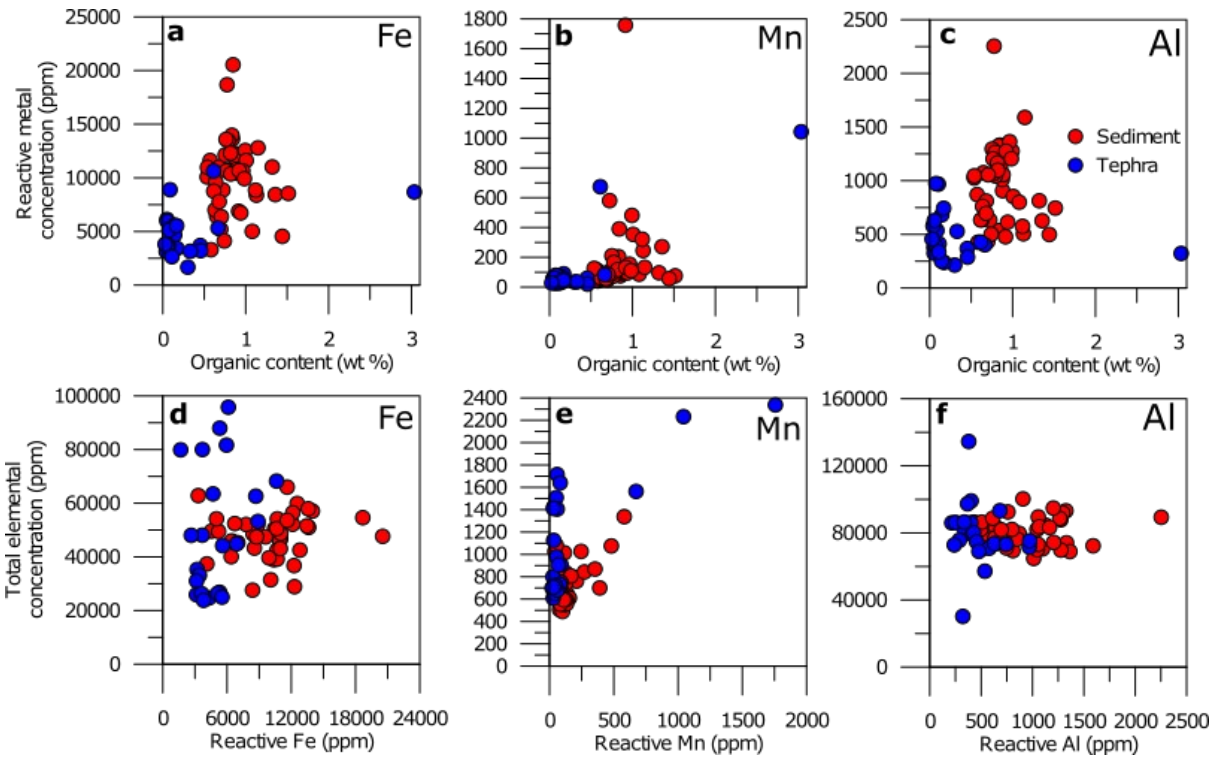 a
Fe
25000
20000
15000
10000
5000
0
Reactive metal
concentration (ppm)
0 1 2 3
Organic content (wt %)
b
Mn
1800
1600
1400
1200
1000
800
600
400
200
0
0 1 2 3
Organic content (wt %)
c
Al
2500
2000
1500
1000
500
0
Sediment
Tephra
0 1 2 3
Organic content (wt %)
d
Fe
100000
80000
60000
40000
20000
0
Total elemental
concentration (ppm)
0 6000 12000 18000 24000
Reactive Fe (ppm)
e
Mn
2400
2200
2000
1800
1600
1400
1200
1000
800
600
400
200
0
0 500 1000 1500 2000
Reactive Mn (ppm)
f
Al
160000
120000
80000
40000
0
0 500 1000 1500 2000 2500
Reactive Al (ppm)